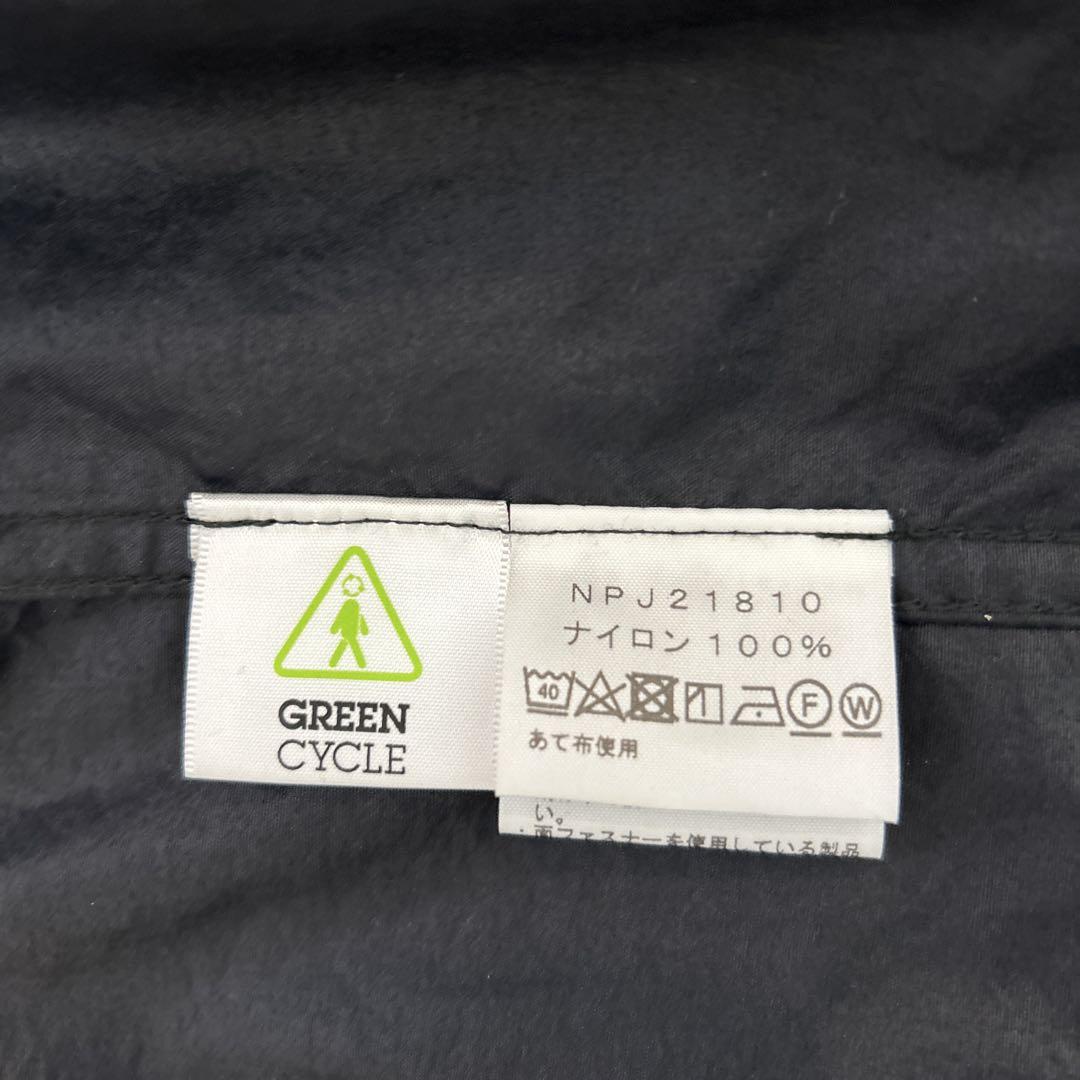 GREEN
CYCLE
NPJ21810
ナイロン100%
40 F W
あて布使用
い。
・面ファスナーを使用している製品